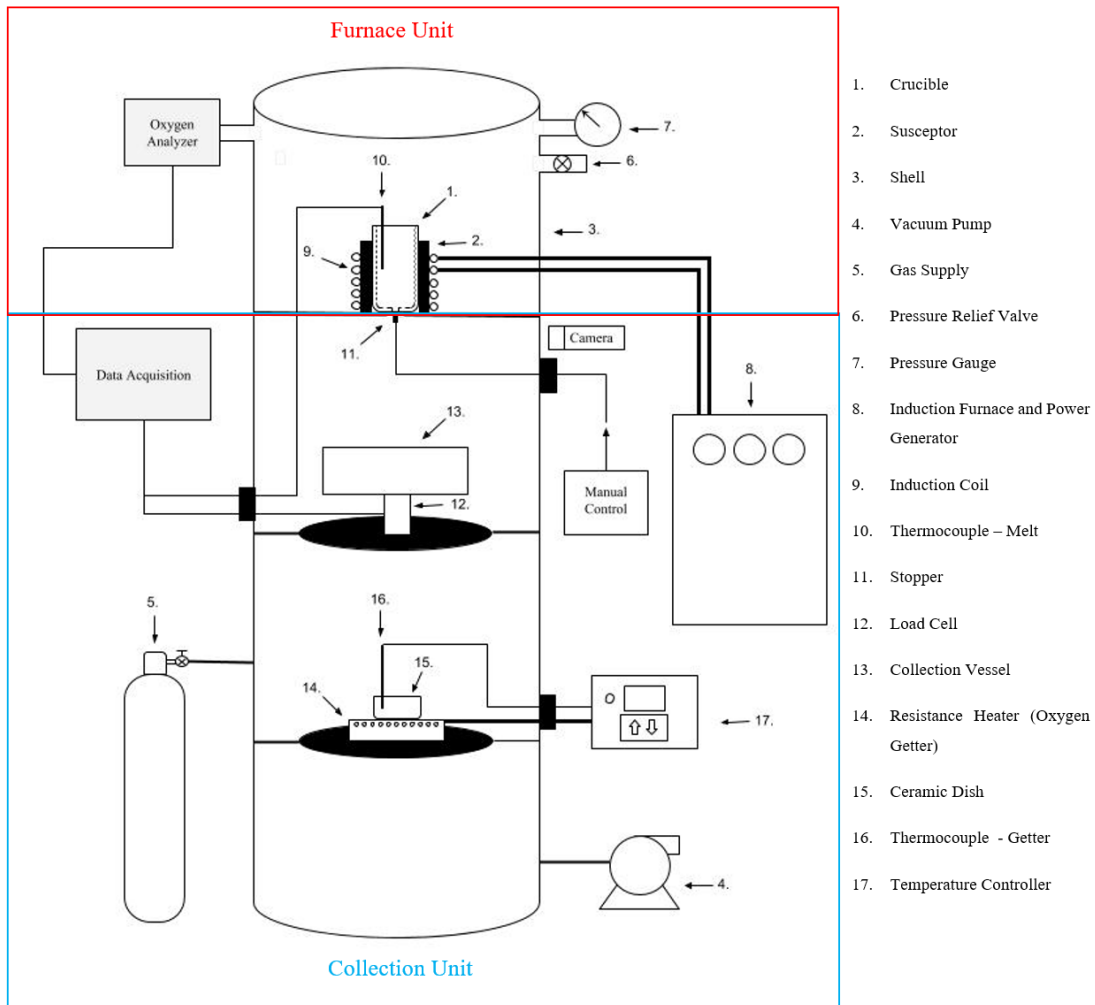 Furnace Unit
Oxygen
Analyzer
7.
6.
10.
1.
3.
2.
9.
11.
Camera
Data Acquisition
8.
13.
12.
Manual
Control
5.
16.
15.
14.
17.
4.
Collection Unit
1. Crucible
2. Susceptor
3. Shell
4. Vacuum Pump
5. Gas Supply
6. Pressure Relief Valve
7. Pressure Gauge
8. Induction Furnace and Power
Generator
9. Induction Coil
10. Thermocouple – Melt
11. Stopper
12. Load Cell
13. Collection Vessel
14. Resistance Heater (Oxygen
Getter)
15. Ceramic Dish
16. Thermocouple - Getter
17. Temperature Controller